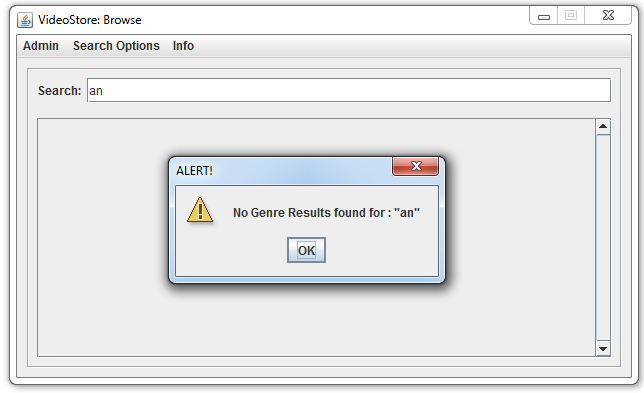 VideoStore: Browse
Admin Search Options Info
Search: an
ALERT!
No Genre Results found for : "an"
OK